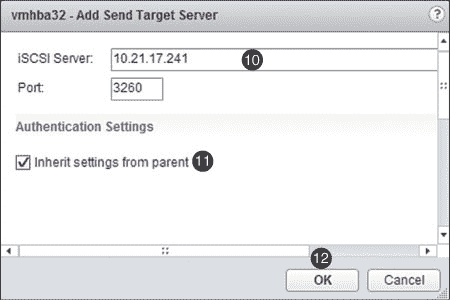 vmhba32 - Add Send Target Server ?
iSCSI Server: 10.21.17.241 10
Port: 3260
Authentication Settings
Inherit settings from parent 11
12
OK Cancel